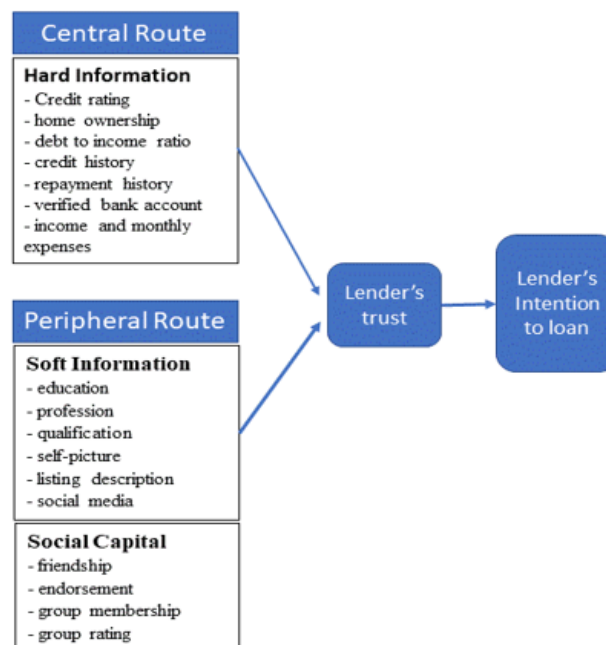 Central Route
Hard Information
- Credit rating
- home ownership
- debt to income ratio
- credit history
- repayment history
- verified bank account
- income and monthly
expenses
Peripheral Route
Soft Information
- education
- profession
- qualification
- self-picture
- listing description
- social media
Social Capital
- friendship
- endorsement
- group membership
- group rating
Lender's
trust
Lender's
Intention
to loan